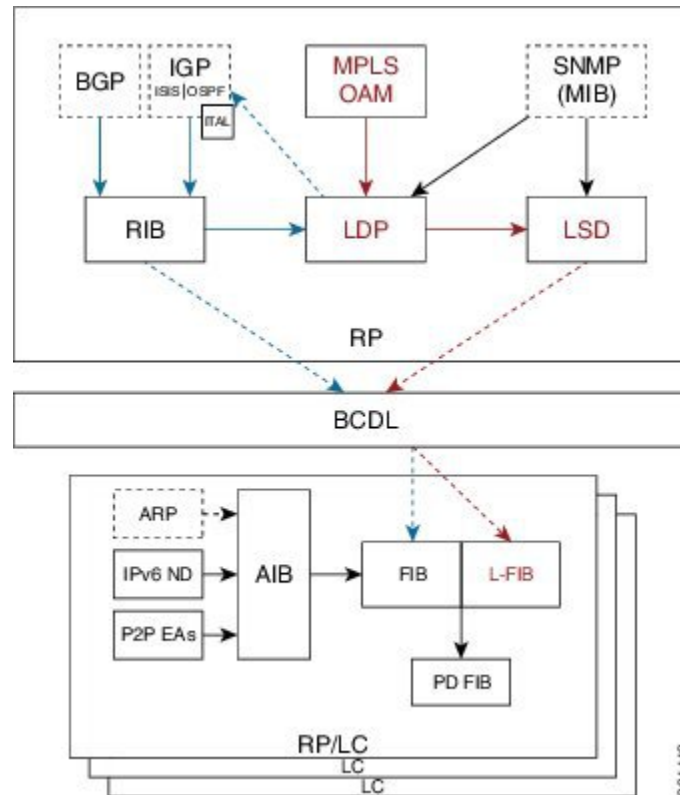 BGP
IGP
ISIS|OSPF
ITAL
MPLS
OAM
SNMP
(MIB)
RIB
LDP
LSD
RP
BCDL
ARP
IPv6 ND
P2P EAs
AIB
FIB
L-FIB
PD FIB
RP/LC
LC
LC